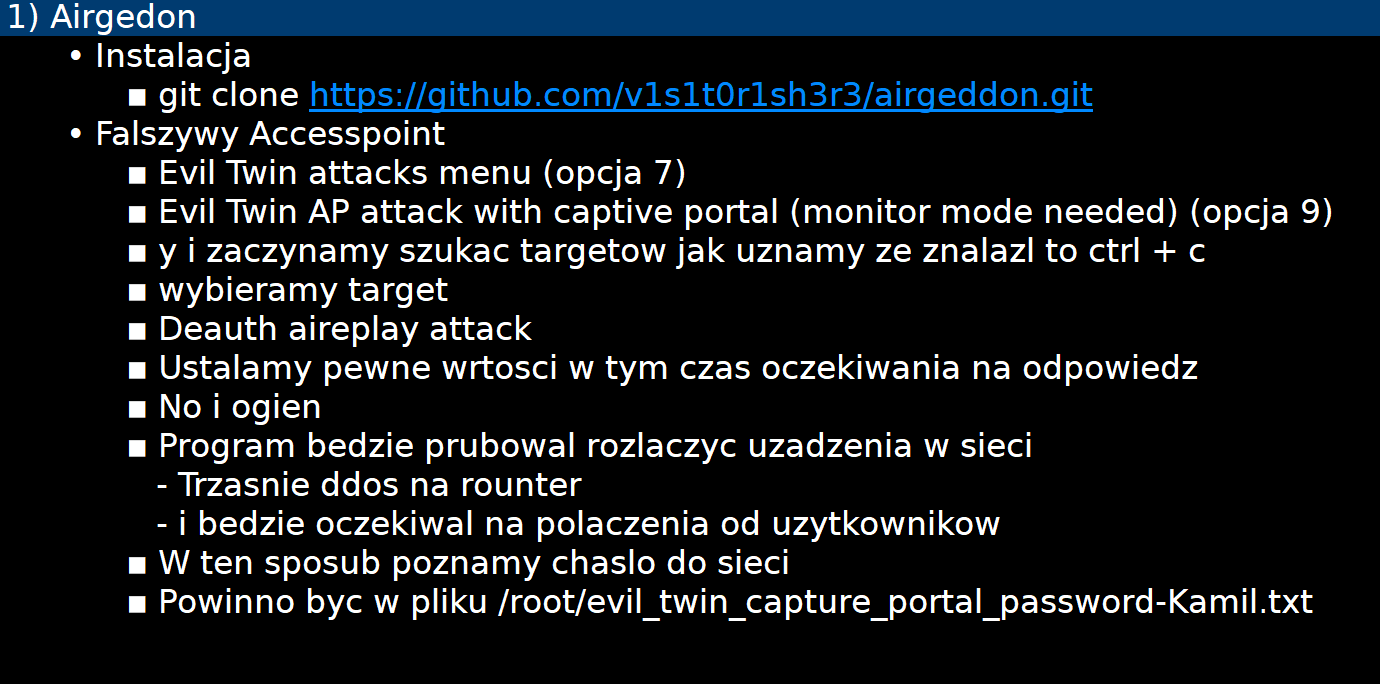 1) Airgedon
• Instalacja
▪ git clone https://github.com/v1s1t0r1sh3r3/airgeddon.git
• Falszywy Accesspoint
▪ Evil Twin attacks menu (opcja 7)
▪ Evil Twin AP attack with captive portal (monitor mode needed) (opcja 9)
▪ y i zaczynamy szukac targetow jak uznamy ze znalazl to ctrl + c
▪ wybieramy target
▪ Deauth aireplay attack
▪ Ustalamy pewne wrtosci w tym czas oczekiwania na odpowiedz
▪ No i ogien
▪ Program bedzie prubowal rozlaczyc uzadzenia w sieci
- Trzasnie ddos na rounter
- i bedzie oczekiwal na polaczenia od uzytkownikow
▪ W ten sposub poznamy chaslo do sieci
▪ Powinno byc w pliku /root/evil_twin_capture_portal_password-Kamil.txt